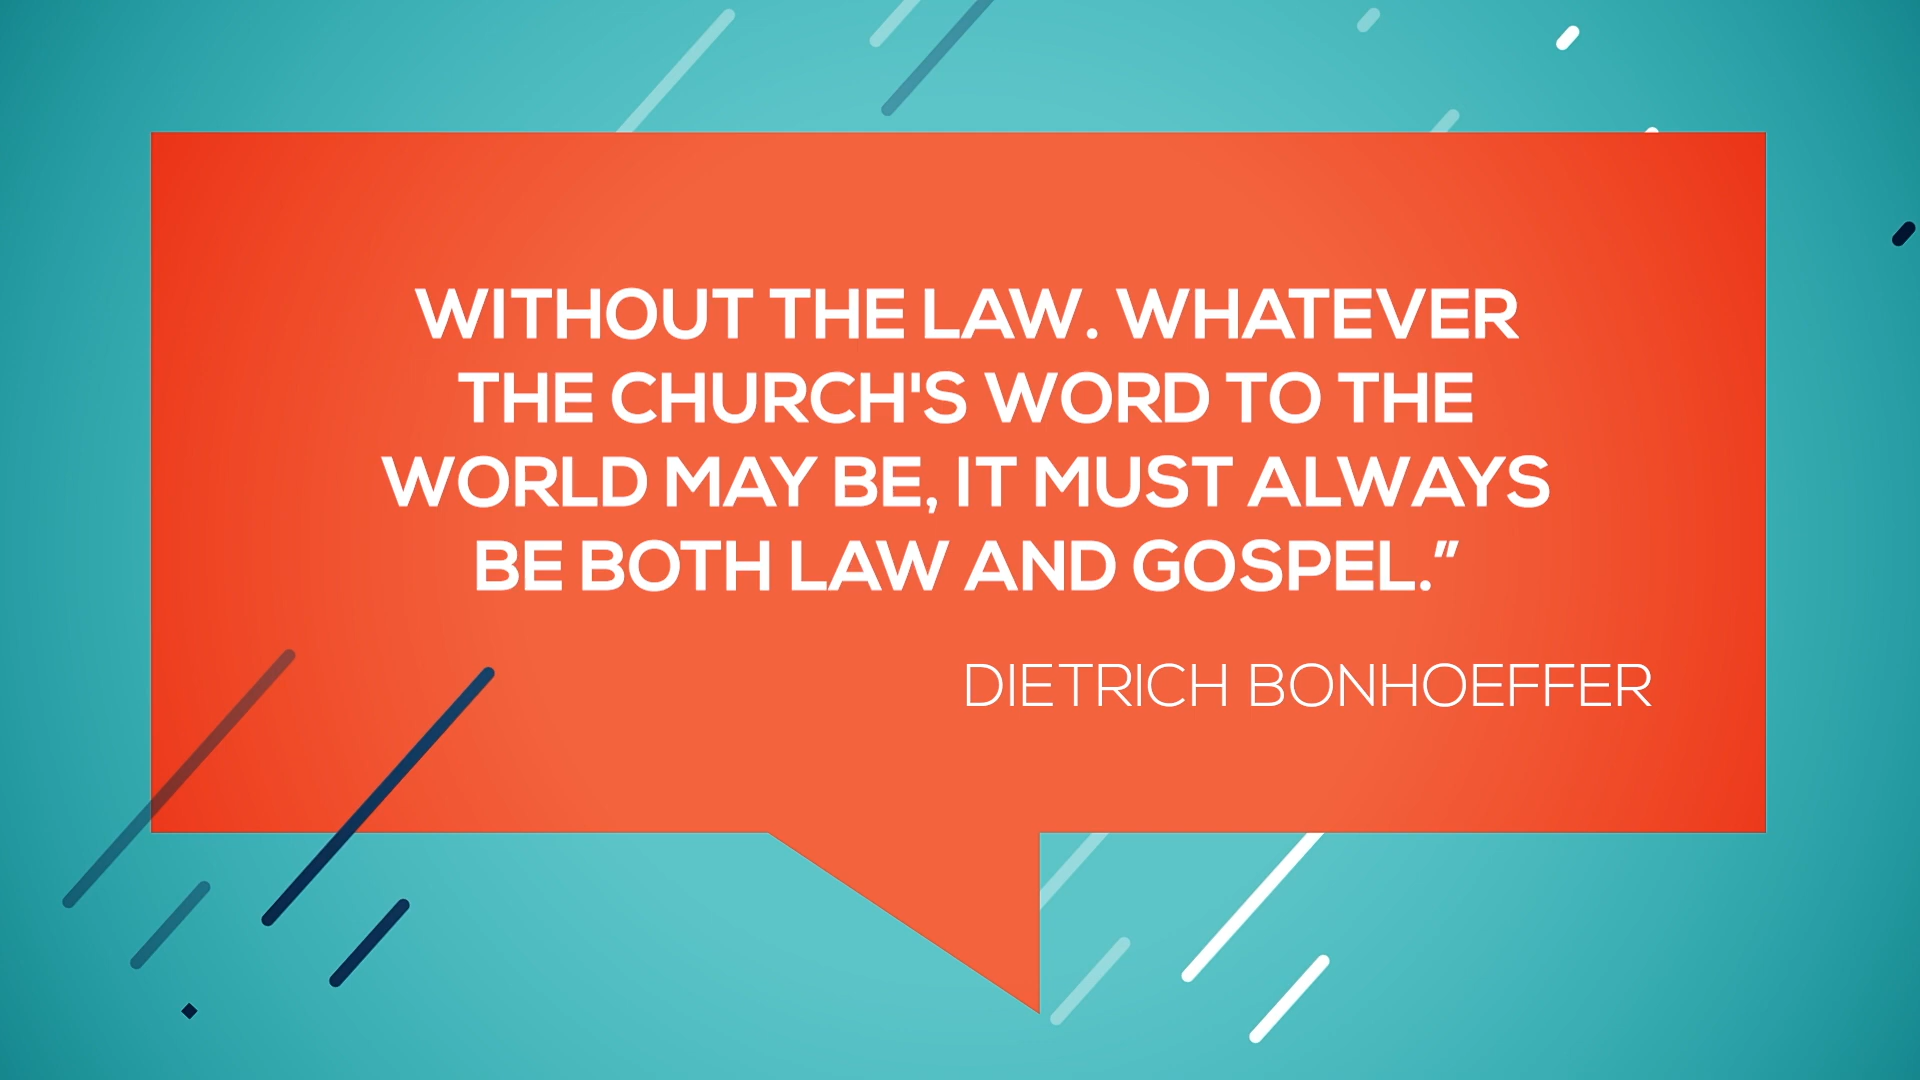 WITHOUT THE LAW. WHATEVER
THE CHURCH'S WORD TO THE
WORLD MAY BE, IT MUST ALWAYS
BE BOTH LAW AND GOSPEL.”
DIETRICH BONHOEFFER